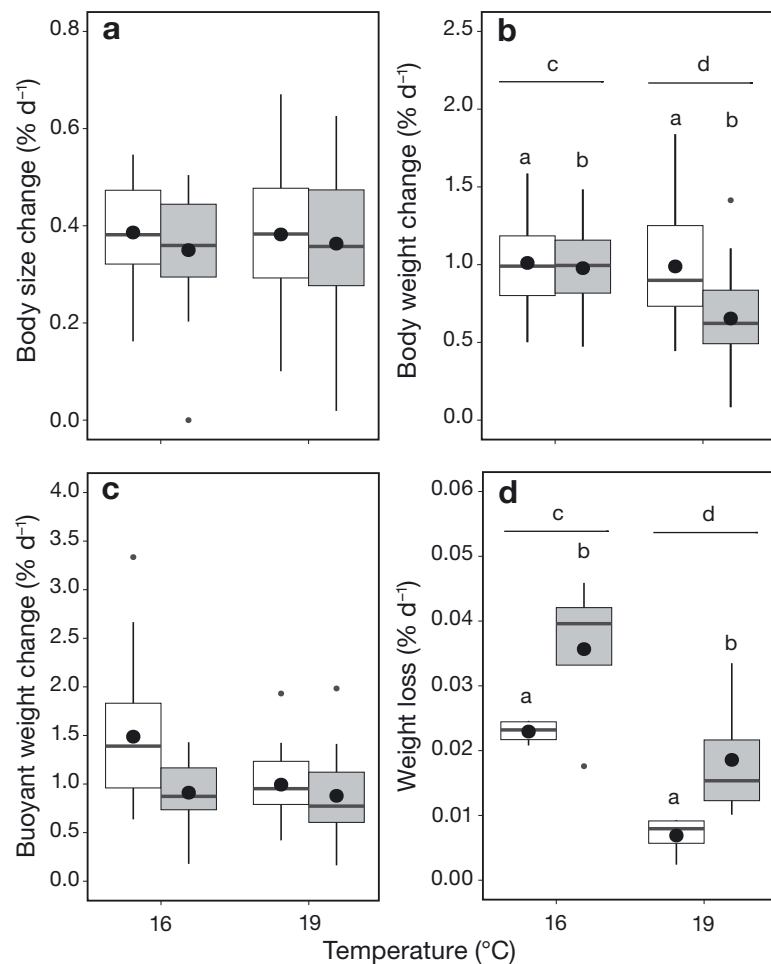 a
Body size change (% d⁻¹)
0.8
0.6
0.4
0.2
0.0
b
Body weight change (% d⁻¹)
2.5
2.0
1.5
1.0
0.5
0.0
c d
a b a b
c
Buoyant weight change (% d⁻¹)
4.0
3.5
3.0
2.5
2.0
1.5
1.0
0.5
0.0
16 19
d
Weight loss (% d⁻¹)
0.06
0.05
0.04
0.03
0.02
0.01
0.00
c d
a b a b
16 19
Temperature (°C)